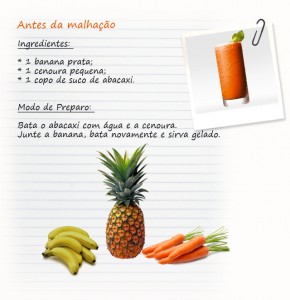 Antes da malhação
Ingredientes:
* 1 banana prata;
* 1 cenoura pequena;
* 1 copo de suco de abacaxi.
Modo de Preparo:
Bata o abacaxi com água e a cenoura.
Junte a banana, bata novamente e sirva gelado.